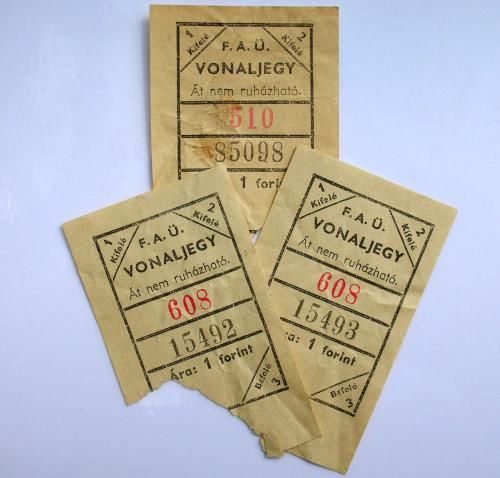 1 Kifelé
2 Kifelé
F. A. Ü.
VONALJEGY
Át nem ruházható.
510
85098
1 forint
1 Kifelé
2 Kifelé
F. A. Ü.
VONALJEGY
Át nem ruházható.
608
15492
Ára: 1 forint
Befelé 3
1 Kifelé
2 Kifelé
F. A. Ü.
VONALJEGY
Át nem ruházható.
608
15493
Ára: 1 forint
Befelé 3